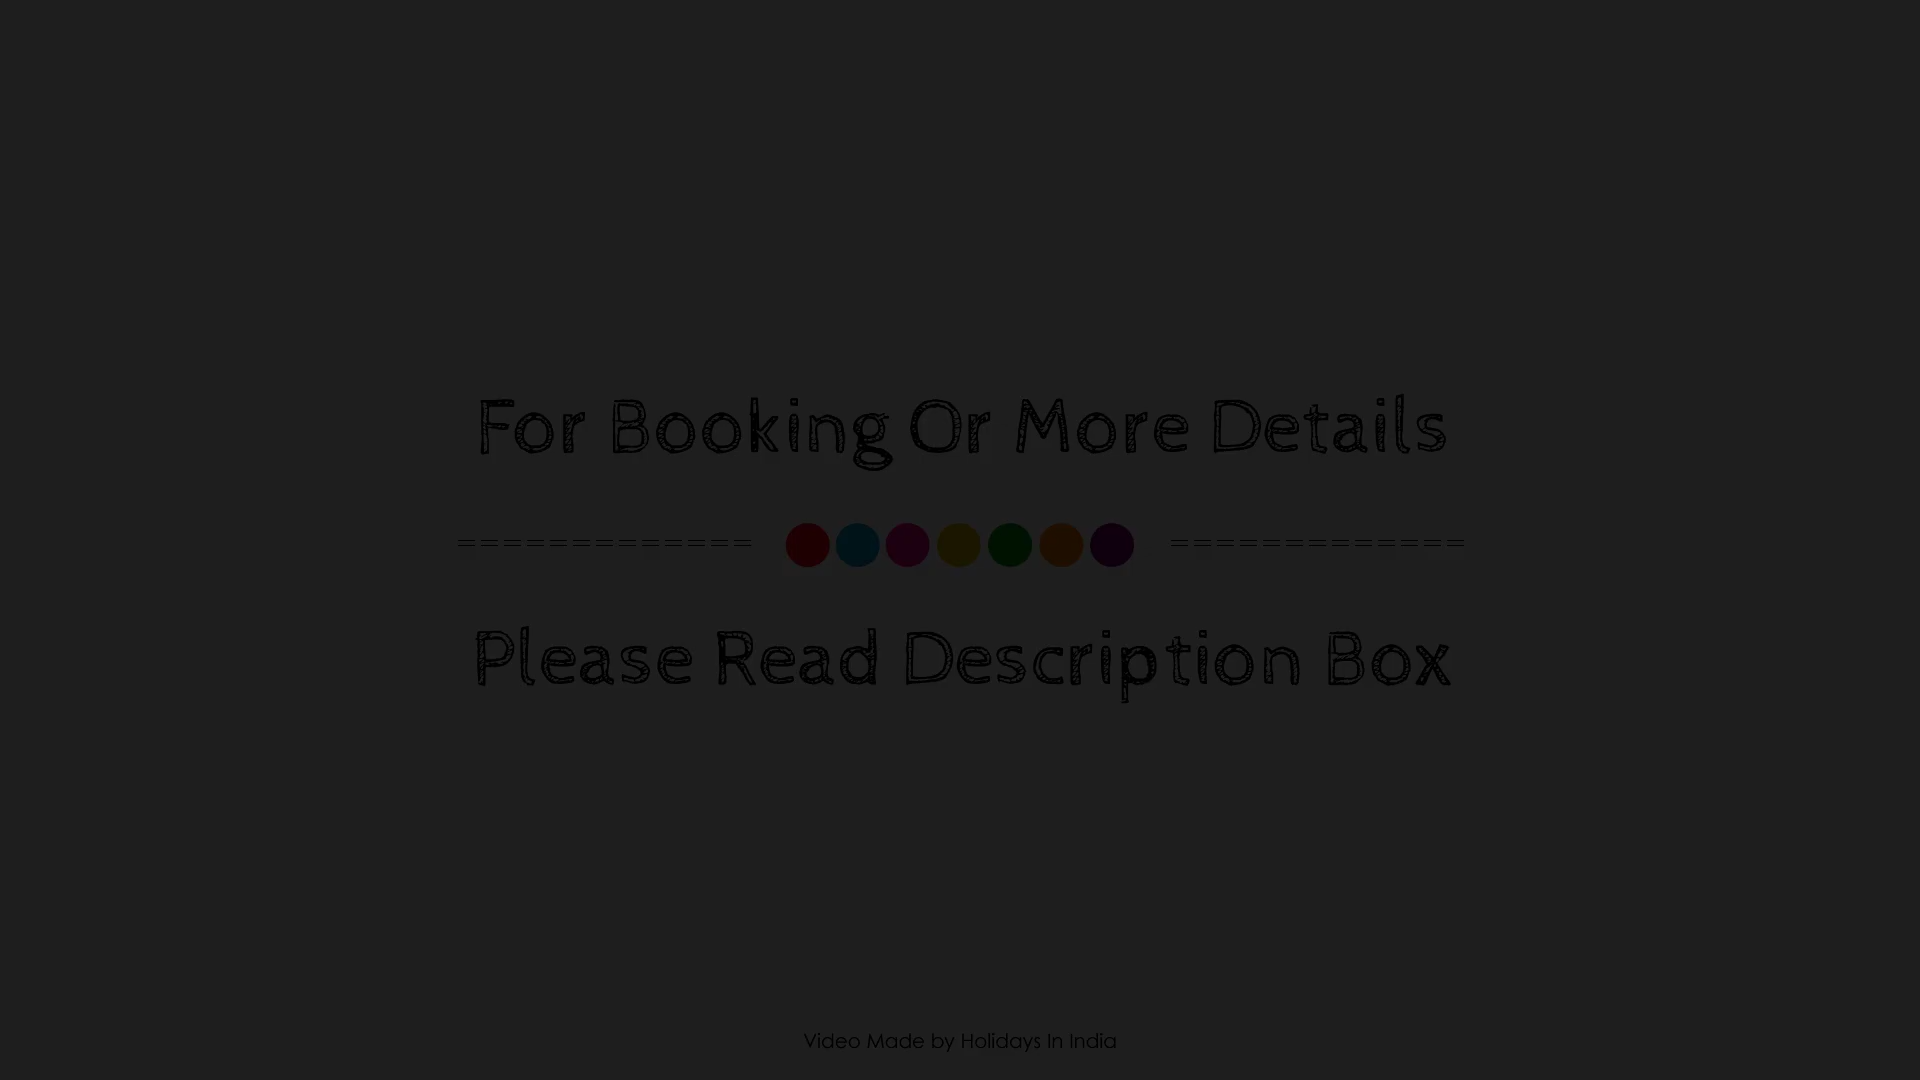 For Booking Or More Details
============= =============
Please Read Description Box
Video Made by Holidays In India